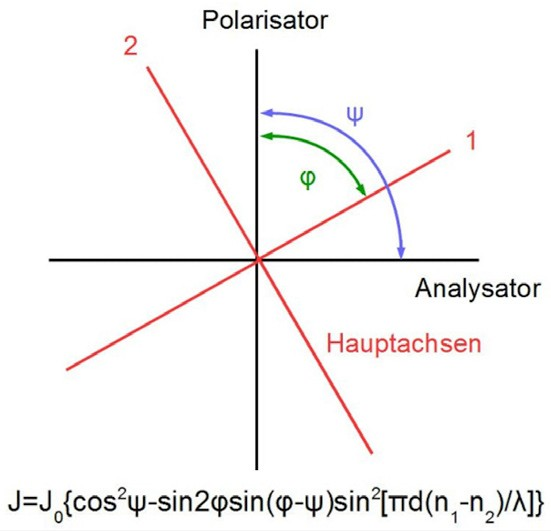 Polarisator
2
ψ
1
φ
Analysator
Hauptachsen
J=J₀{cos²ψ-sin2φsin(φ-ψ)sin²[πd(n₁-n₂)/λ]}